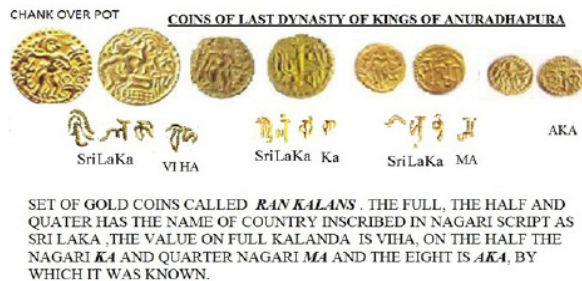 CHANK OVER POT
COINS OF LAST DYSTASTY OF KINGS OF ANURADHAPURA
SriLaKa VI HA SriLaKa Ka SriLaKa MA AKA
SET OF GOLD COINS CALLED RAN KALANS . THE FULL, THE HALF AND
QUATER HAS THE NAME OF COUNTRY INSCRIBED IN NAGARI SCRIPT AS
SRI LAKA ,THE VALUE ON FULL KALANDA IS VIHA, ON THE HALF THE
NAGARI KA AND QUARTER NAGARI MA AND THE EIGHT IS AKA, BY
WHICH IT WAS KNOWN.